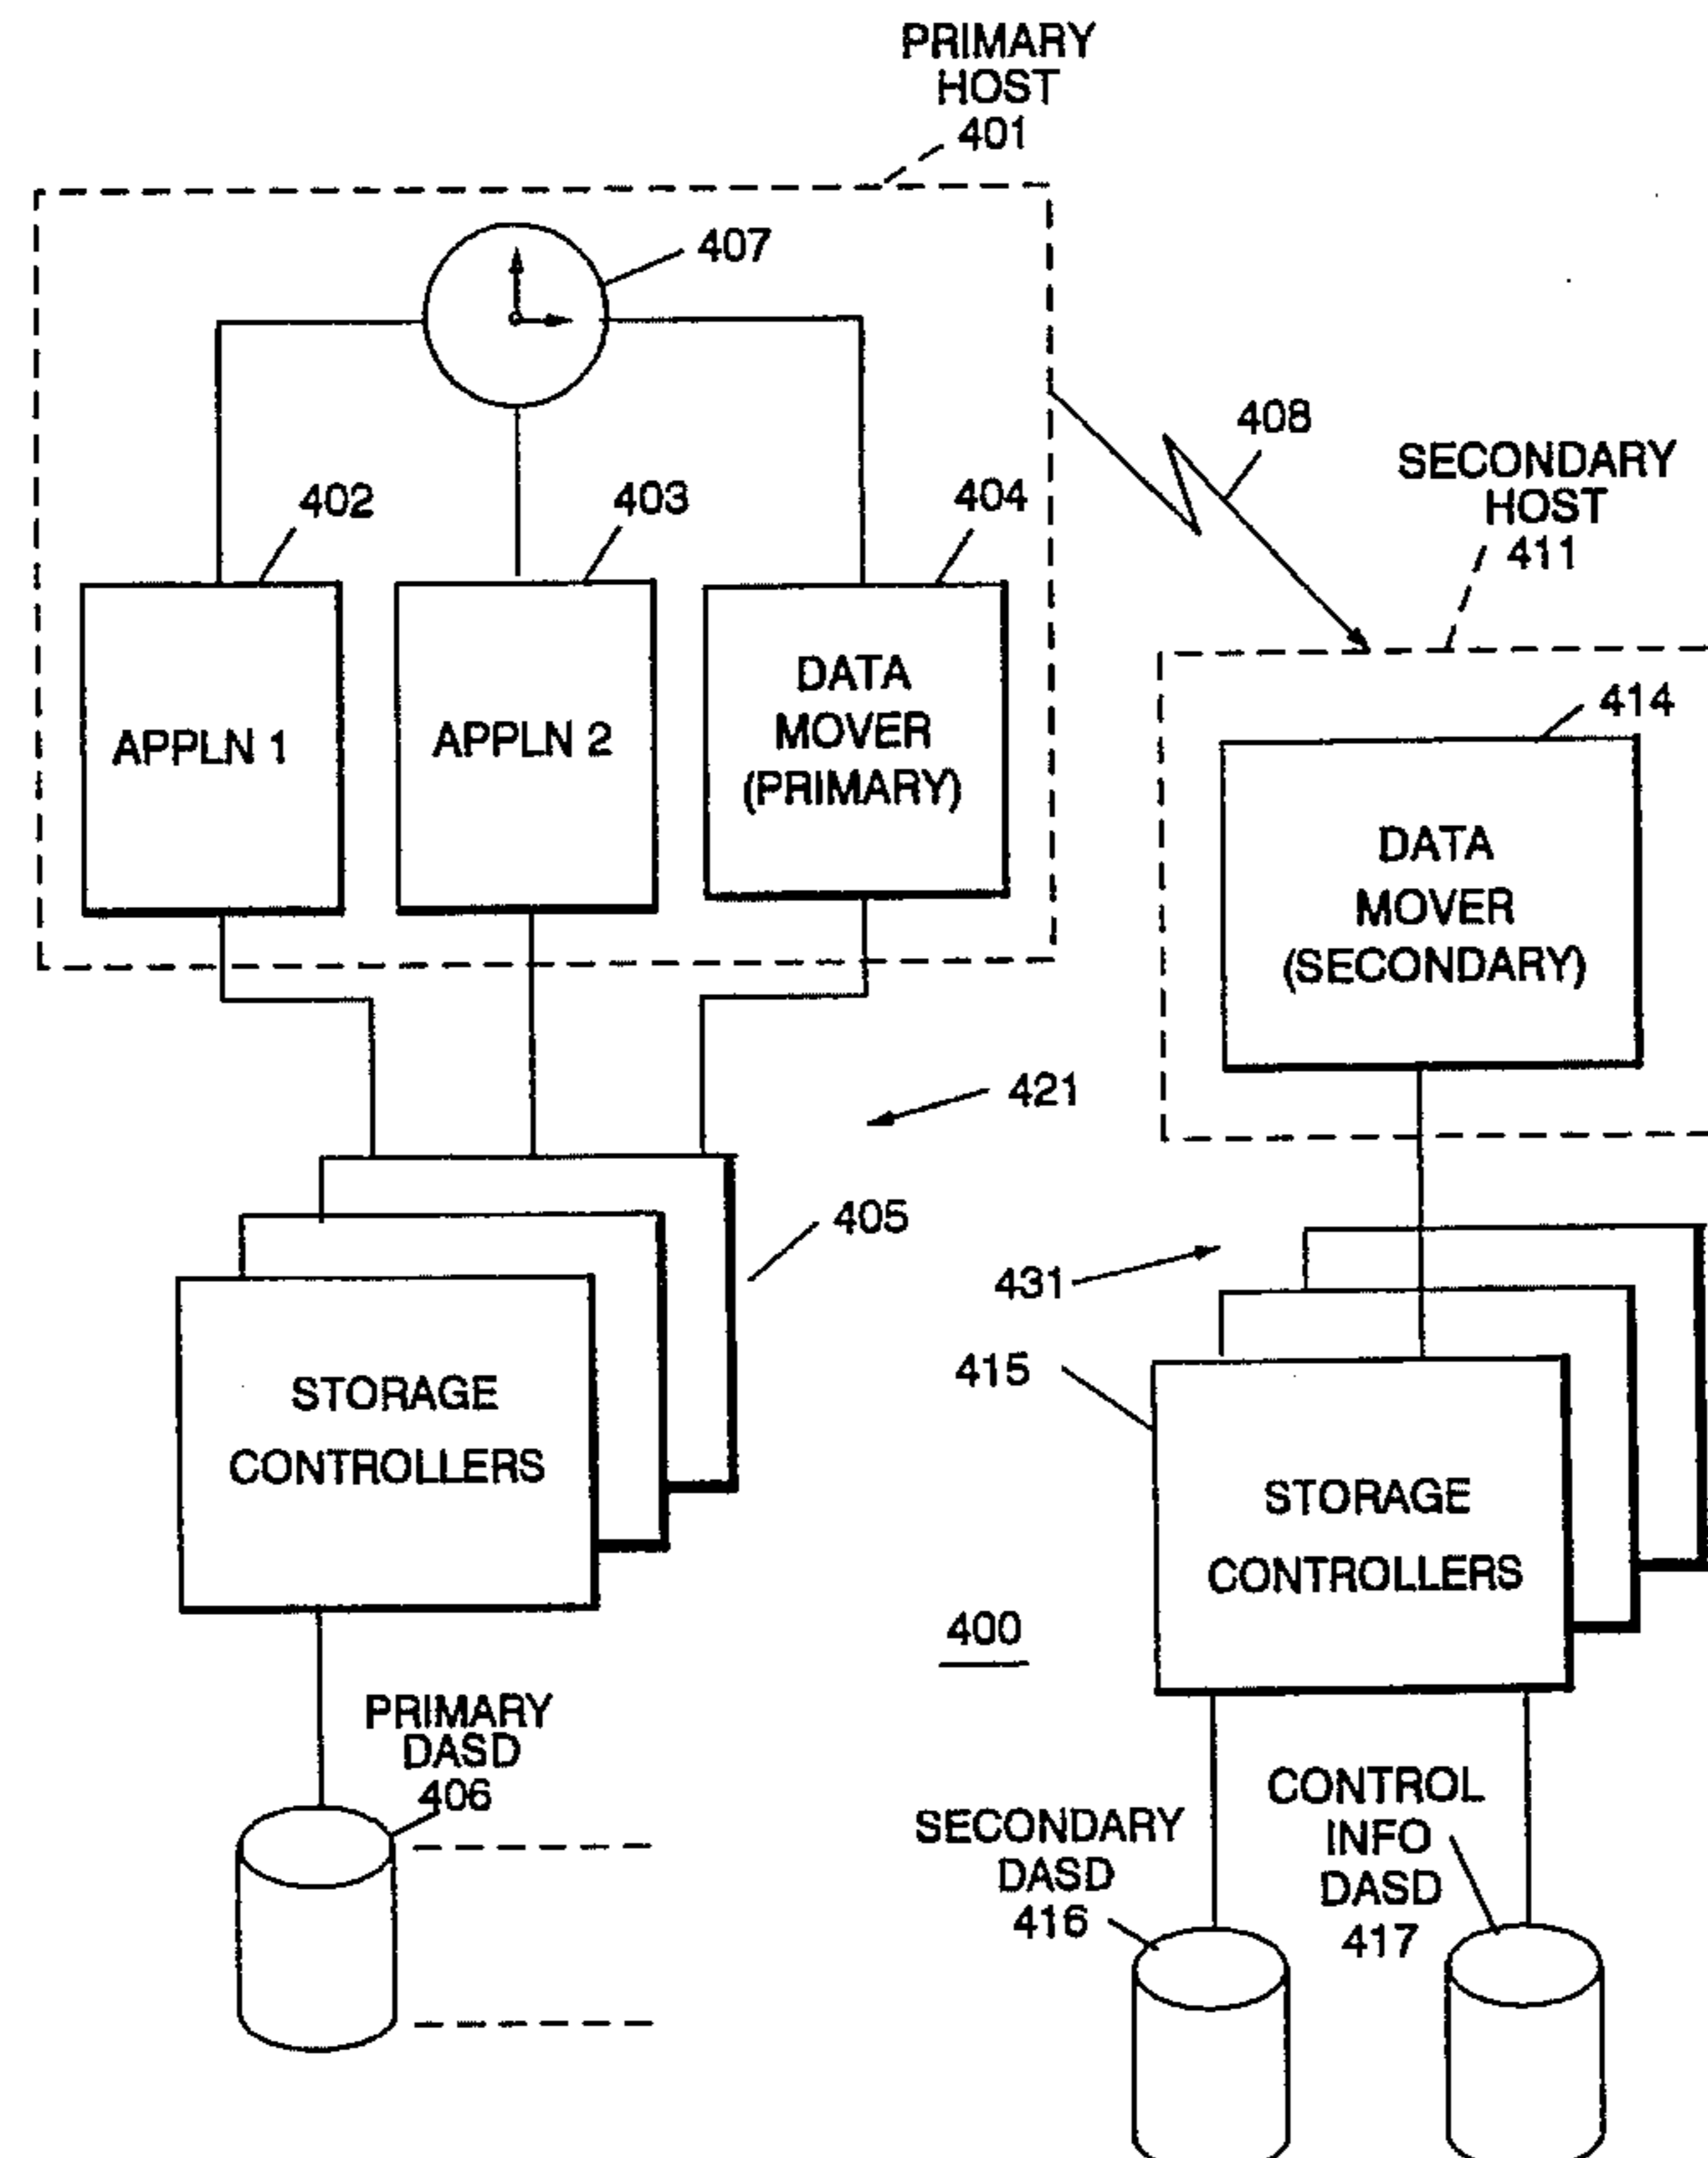 PRIMARY
HOST
401
407
408
SECONDARY
HOST
411
402
403
404
414
APPLN 1
APPLN 2
DATA
MOVER
(PRIMARY)
DATA
MOVER
(SECONDARY)
421
405
431
415
STORAGE
CONTROLLERS
STORAGE
CONTROLLERS
400
PRIMARY
DASD
406
SECONDARY
DASD
416
CONTROL
INFO
DASD
417